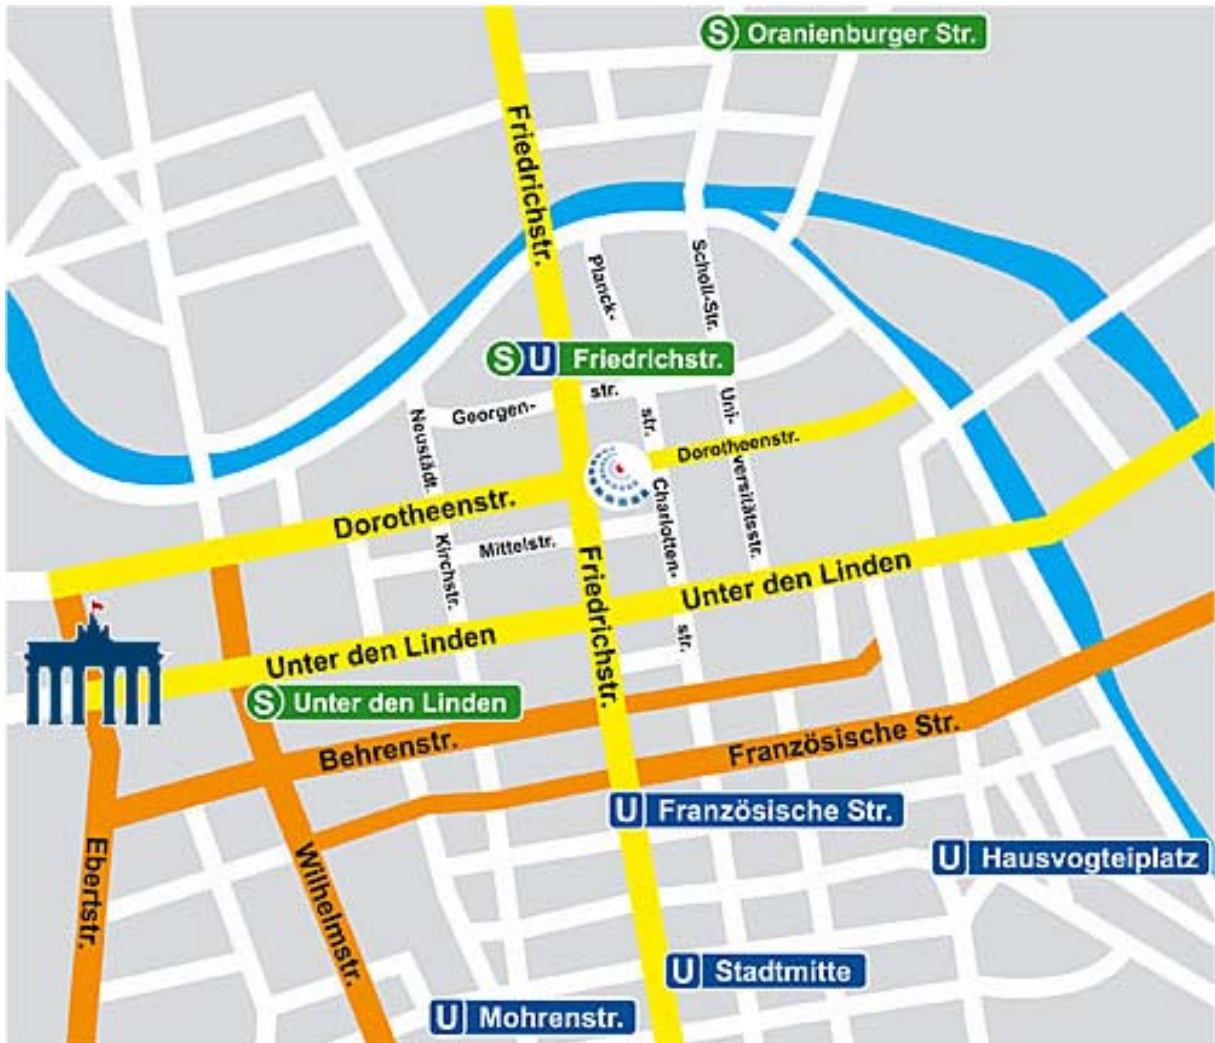 S Oranienburger Str.
Friedrichstr.
Planck-
Scholl-Str.
S U Friedrichstr.
str.
Georgen-
Neustädt.
str.
Uni-
Dorotheenstr.
versitätsstr.
Charlotten-
Dorotheenstr.
Kirchstr.
Mittelstr.
Friedrichstr.
Unter den Linden
str.
Unter den Linden
S Unter den Linden
Behrenstr.
Französische Str.
U Französische Str.
Ebertstr.
Wilhelmstr.
U Hausvogteiplatz
U Stadtmitte
U Mohrenstr.